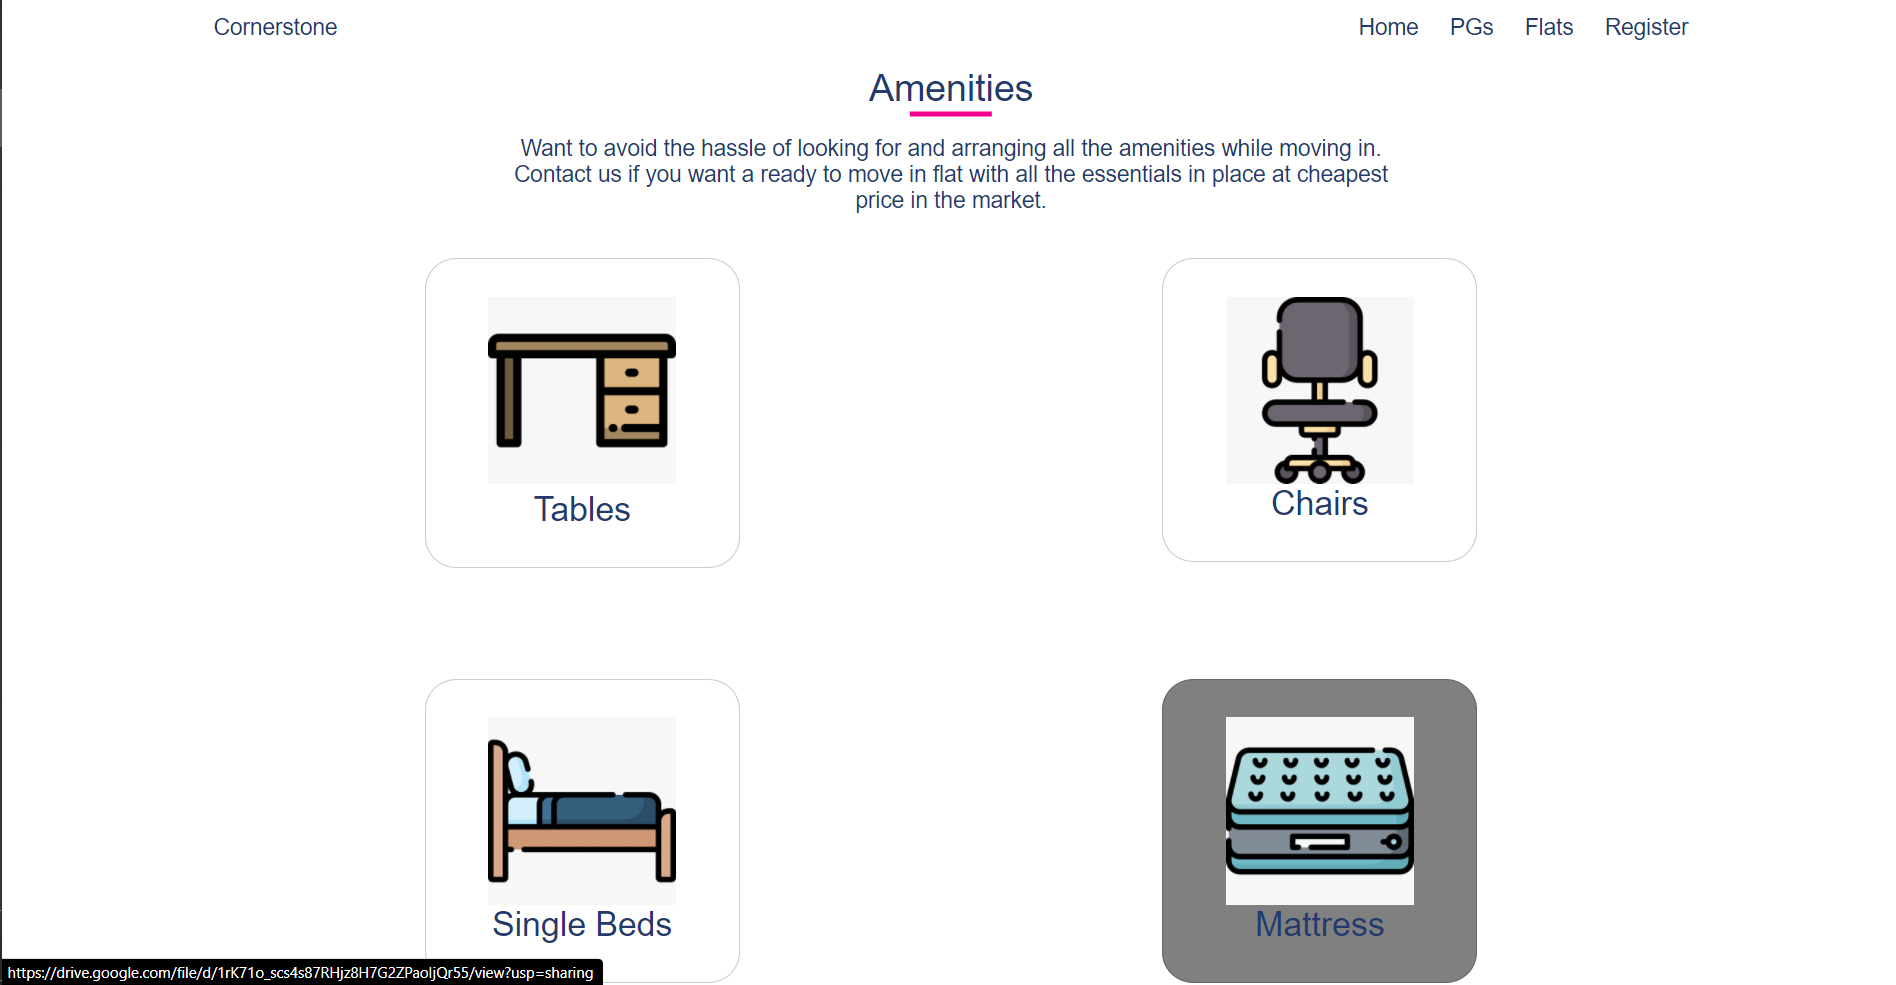 Cornerstone
Home PGs Flats Register
Amenities
Want to avoid the hassle of looking for and arranging all the amenities while moving in.
Contact us if you want a ready to move in flat with all the essentials in place at cheapest
price in the market.
Tables
Chairs
Single Beds
Mattress
https://drive.google.com/file/d/1rK71o_scs4s87RHjz8H7G2ZPaoljQr55/view?usp=sharing